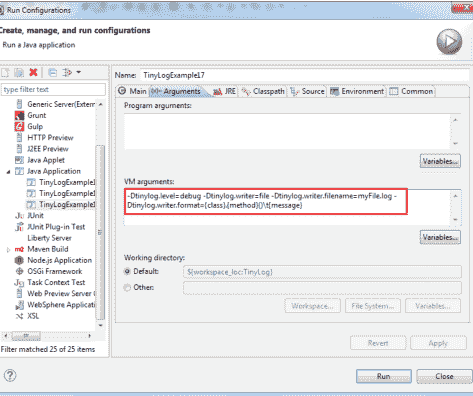 Run Configurations
Create, manage, and run configurations
Run a Java application
type filter text
Generic Server(Extern
Grunt
Gulp
HTTP Preview
J2EE Preview
Java Applet
Java Application
TinyLogExampleJ
TinyLogExampleJ
TinyLogExampleJ
JUnit
JUnit Plug-in Test
Liberty Server
Maven Build
Node.js Application
OSGi Framework
Task Context Test
Web Preview Server (
WebSphere Applicat
XSL
Filter matched 25 of 25 items
Name: TinyLogExample17
Main Arguments JRE Classpath Source Environment Common
Program arguments:
Variables...
VM arguments:
-Dtinylog.level=debug -Dtinylog.writer=file -Dtinylog.writer.filename=myFile.log -
Dtinylog.writer.format={class}.{method}()\t{message}
Variables...
Working directory:
Default: ${workspace_loc:TinyLog}
Other:
Workspace... File System... Variables...
Revert Apply
Run Close